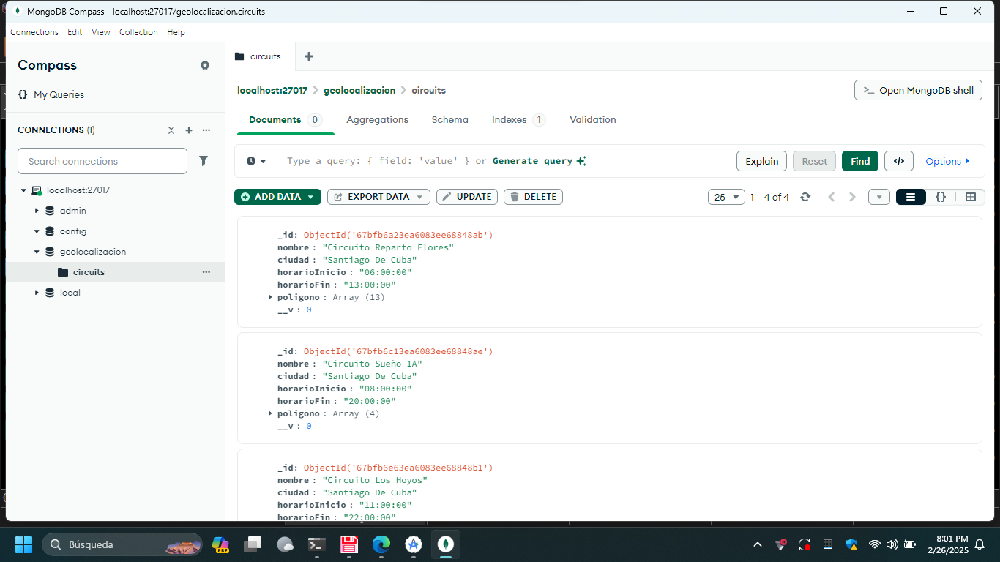 MongoDB Compass - localhost:27017/geolocalizacion.circuits
Connections Edit View Collection Help
Compass
{} My Queries
CONNECTIONS (1)
Search connections
localhost:27017
admin
config
geolocalizacion
circuits
local
circuits
localhost:27017 > geolocalizacion > circuits
>_ Open MongoDB shell
Documents 0 Aggregations Schema Indexes 1 Validation
Type a query: { field: 'value' } or Generate query
Explain Reset Find </> Options
ADD DATA EXPORT DATA UPDATE DELETE
25 1 – 4 of 4 {}
_id: ObjectId('67bfb6a23ea6083ee68848ab')
nombre : "Circuito Reparto Flores"
ciudad : "Santiago De Cuba"
horarioInicio : "06:00:00"
horarioFin : "13:00:00"
poligono : Array (13)
__v : 0
_id: ObjectId('67bfb6c13ea6083ee68848ae')
nombre : "Circuito Sueño 1A"
ciudad : "Santiago De Cuba"
horarioInicio : "08:00:00"
horarioFin : "20:00:00"
poligono : Array (4)
__v : 0
_id: ObjectId('67bfb6e63ea6083ee68848b1')
nombre : "Circuito Los Hoyos"
ciudad : "Santiago De Cuba"
horarioInicio : "11:00:00"
horarioFin : "22:00:00"
Búsqueda
PRE
8:01 PM
2/26/2025